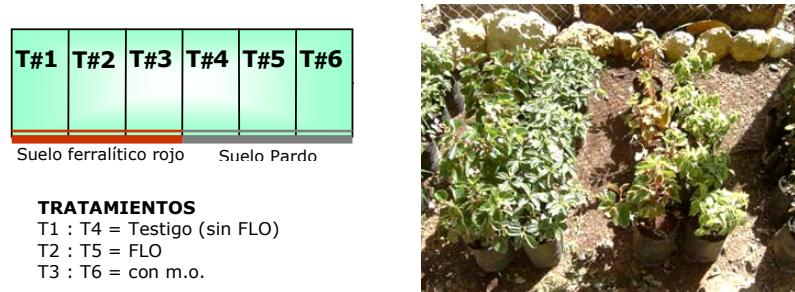 T#1 T#2 T#3 T#4 T#5 T#6
Suelo ferralítico rojo Suelo Pardo
TRATAMIENTOS
T1 : T4 = Testigo (sin FLO)
T2 : T5 = FLO
T3 : T6 = con m.o.